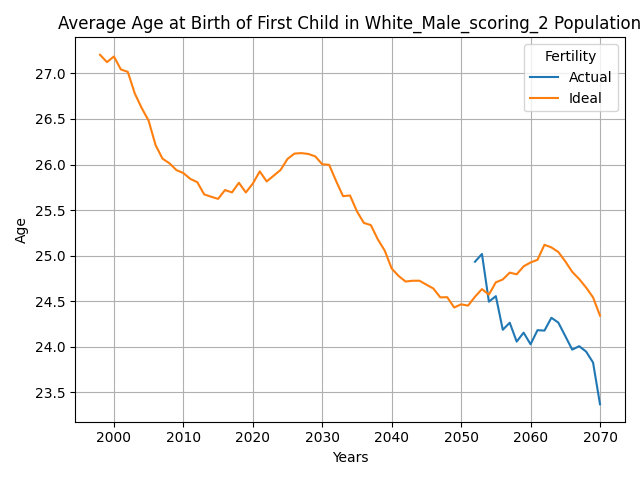 Average Age at Birth of First Child in White_Male_scoring_2 Population
Fertility
Actual
Ideal
27.0
26.5
26.0
25.5
25.0
24.5
24.0
23.5
Age
2000 2010 2020 2030 2040 2050 2060 2070
Years